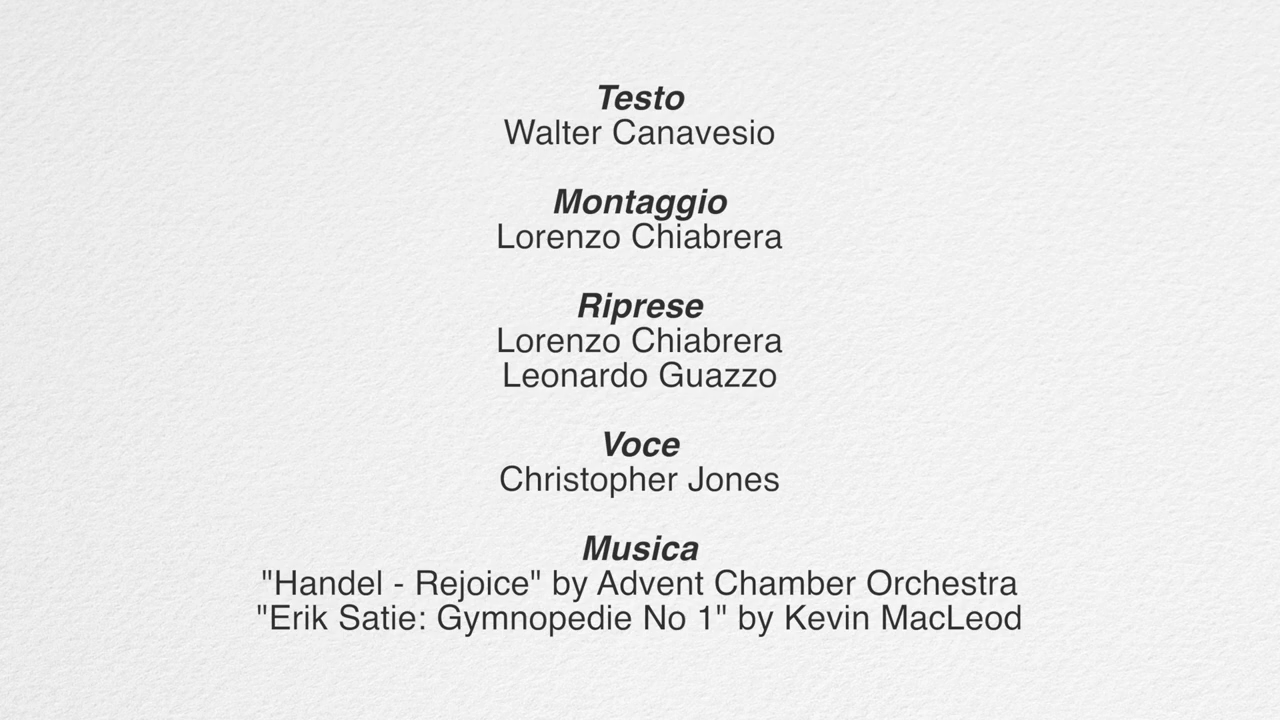 Testo
Walter Canavesio
Montaggio
Lorenzo Chiabrera
Riprese
Lorenzo Chiabrera
Leonardo Guazzo
Voce
Christopher Jones
Musica
"Handel - Rejoice" by Advent Chamber Orchestra
"Erik Satie: Gymnopedie No 1" by Kevin MacLeod